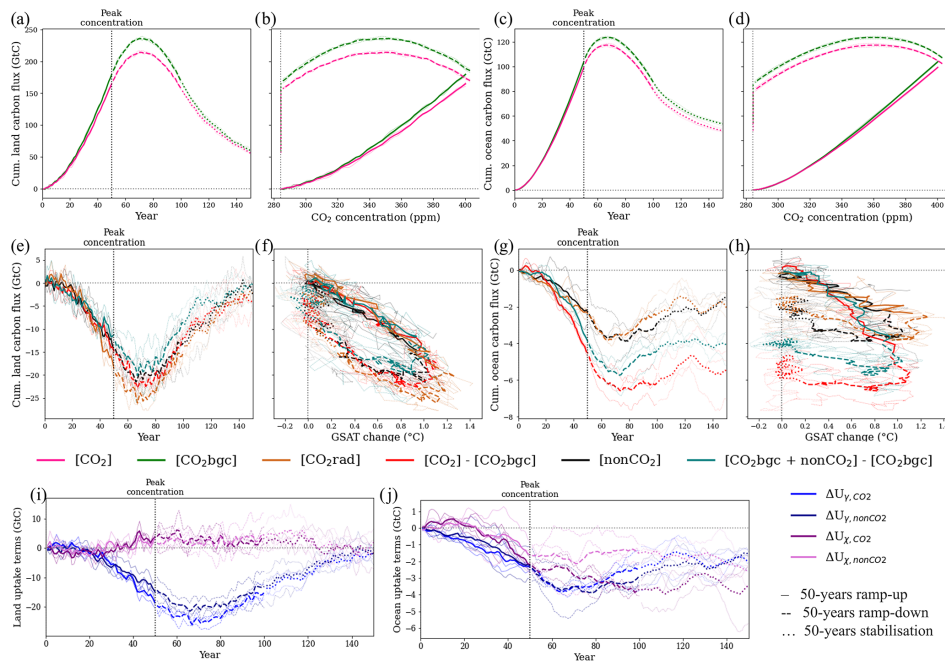 (a)
Peak
concentration
(b)
(c)
Peak
concentration
(d)
Cum. land carbon flux (GtC)
250
200
150
100
50
0
0 20 40 60 80 100 120 140
Year
280 300 320 340 360 380 400
CO₂ concentration (ppm)
Cum. ocean carbon flux (GtC)
120
100
80
60
40
20
0
0 20 40 60 80 100 120 140
Year
280 300 320 340 360 380 400
CO₂ concentration (ppm)
(e)
Peak
concentration
(f)
(g)
Peak
concentration
(h)
Cum. land carbon flux (GtC)
5
0
−5
−10
−15
−20
−25
0 20 40 60 80 100 120 140
Year
−0.2 0.0 0.2 0.4 0.6 0.8 1.0 1.2 1.4
GSAT change (°C)
Cum. ocean carbon flux (GtC)
0
−2
−4
−6
−8
0 20 40 60 80 100 120 140
Year
−0.2 0.0 0.2 0.4 0.6 0.8 1.0 1.2 1.4
GSAT change (°C)
[CO₂] [CO₂bgc] [CO₂rad] [CO₂] - [CO₂bgc] [nonCO₂] [CO₂bgc + nonCO₂] - [CO₂bgc]
(i)
Peak
concentration
(j)
Peak
concentration
Land uptake terms (GtC)
10
0
−10
−20
0 20 40 60 80 100 120 140
Year
Ocean uptake terms (GtC)
2
1
0
−1
−2
−3
−4
−5
−6
0 20 40 60 80 100 120 140
Year
ΔUγ,CO2
ΔUγ,nonCO2
ΔUχ,CO2
ΔUχ,nonCO2
50-years ramp-up
50-years ramp-down
50-years stabilisation